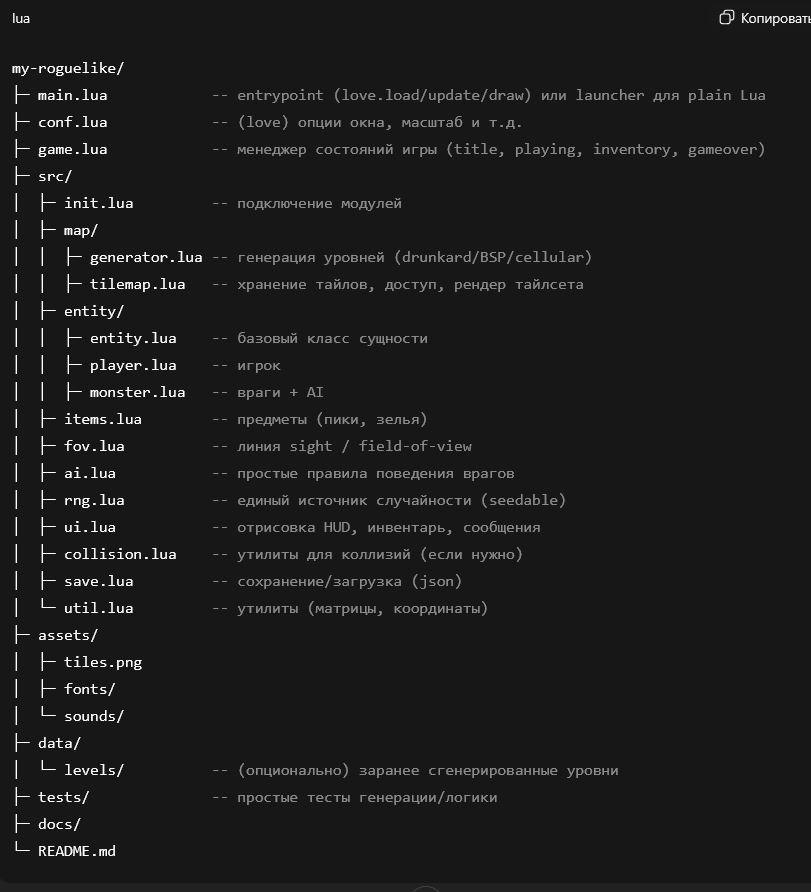 lua
Копировать
my-roguelike/
├─ main.lua            -- entrypoint (love.load/update/draw) или launcher для plain Lua
├─ conf.lua            -- (love) опции окна, масштаб и т.д.
├─ game.lua            -- менеджер состояний игры (title, playing, inventory, gameover)
├─ src/
│  ├─ init.lua         -- подключение модулей
│  ├─ map/
│  │  ├─ generator.lua -- генерация уровней (drunkard/BSP/cellular)
│  │  ├─ tilemap.lua   -- хранение тайлов, доступ, рендер тайлсета
│  ├─ entity/
│  │  ├─ entity.lua    -- базовый класс сущности
│  │  ├─ player.lua    -- игрок
│  │  ├─ monster.lua   -- враги + AI
│  ├─ items.lua        -- предметы (пики, зелья)
│  ├─ fov.lua          -- линия sight / field-of-view
│  ├─ ai.lua           -- простые правила поведения врагов
│  ├─ rng.lua          -- единый источник случайности (seedable)
│  ├─ ui.lua           -- отрисовка HUD, инвентарь, сообщения
│  ├─ collision.lua    -- утилиты для коллизий (если нужно)
│  ├─ save.lua         -- сохранение/загрузка (json)
│  └─ util.lua         -- утилиты (матрицы, координаты)
├─ assets/
│  ├─ tiles.png
│  ├─ fonts/
│  └─ sounds/
├─ data/
│  └─ levels/          -- (опционально) заранее сгенерированные уровни
├─ tests/              -- простые тесты генерации/логики
├─ docs/
└─ README.md